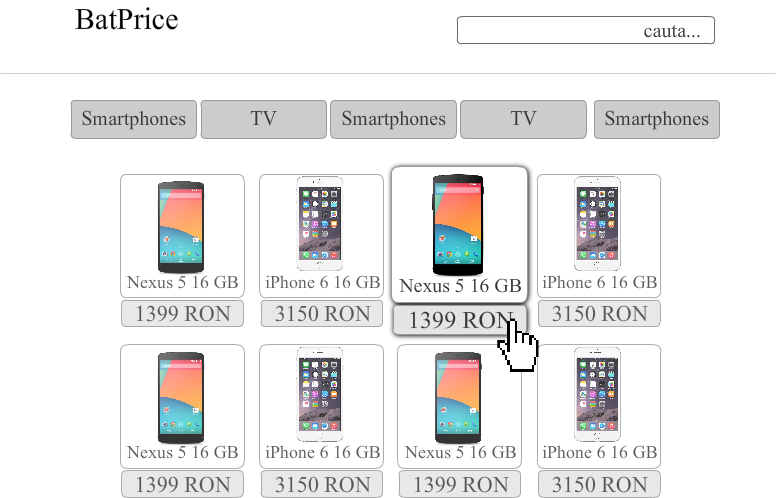 BatPrice
cauta...
Smartphones TV Smartphones TV Smartphones
Nexus 5 16 GB iPhone 6 16 GB Nexus 5 16 GB iPhone 6 16 GB
1399 RON 3150 RON 1399 RON 3150 RON
Nexus 5 16 GB iPhone 6 16 GB Nexus 5 16 GB iPhone 6 16 GB
1399 RON 3150 RON 1399 RON 3150 RON